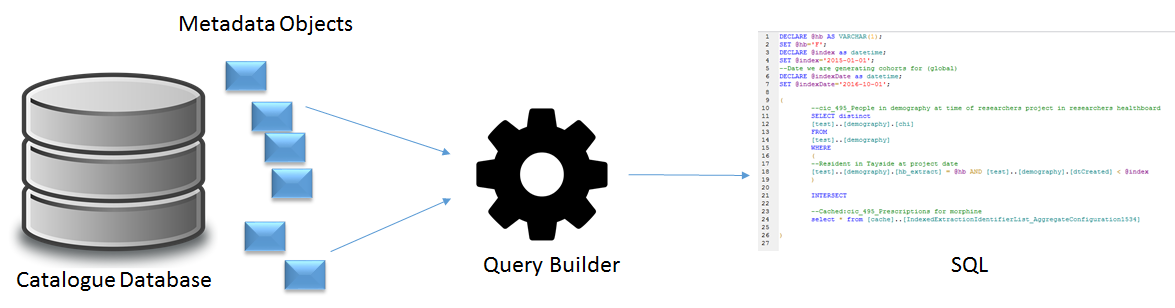 Metadata Objects
Catalogue Database
Query Builder
1 DECLARE @hb AS VARCHAR(1);
2 SET @hb='F';
3 DECLARE @index as datetime;
4 SET @index='2015-01-01';
5 --Date we are generating cohorts for (global)
6 DECLARE @indexDate as datetime;
7 SET @indexDate='2016-10-01';
8
9 (
10 --cic_495_People in demography at time of researchers project in researchers healthboard
11 SELECT distinct
12 [test]..[demography].[chi]
13 FROM
14 [test]..[demography]
15 WHERE
16 (
17 --Resident in Tayside at project date
18 [test]..[demography].[hb_extract] = @hb AND [test]..[demography].[dtCreated] < @index
19 )
20
21 INTERSECT
22
23 --Cached:cic_495_Prescriptions for morphine
24 select * from [cache]..[IndexedExtractionIdentifierList_AggregateConfiguration1534]
25
26 )
27
SQL